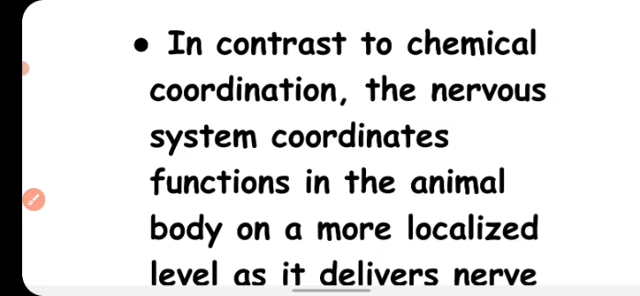 • In contrast to chemical
coordination, the nervous
system coordinates
functions in the animal
body on a more localized
level as it delivers nerve